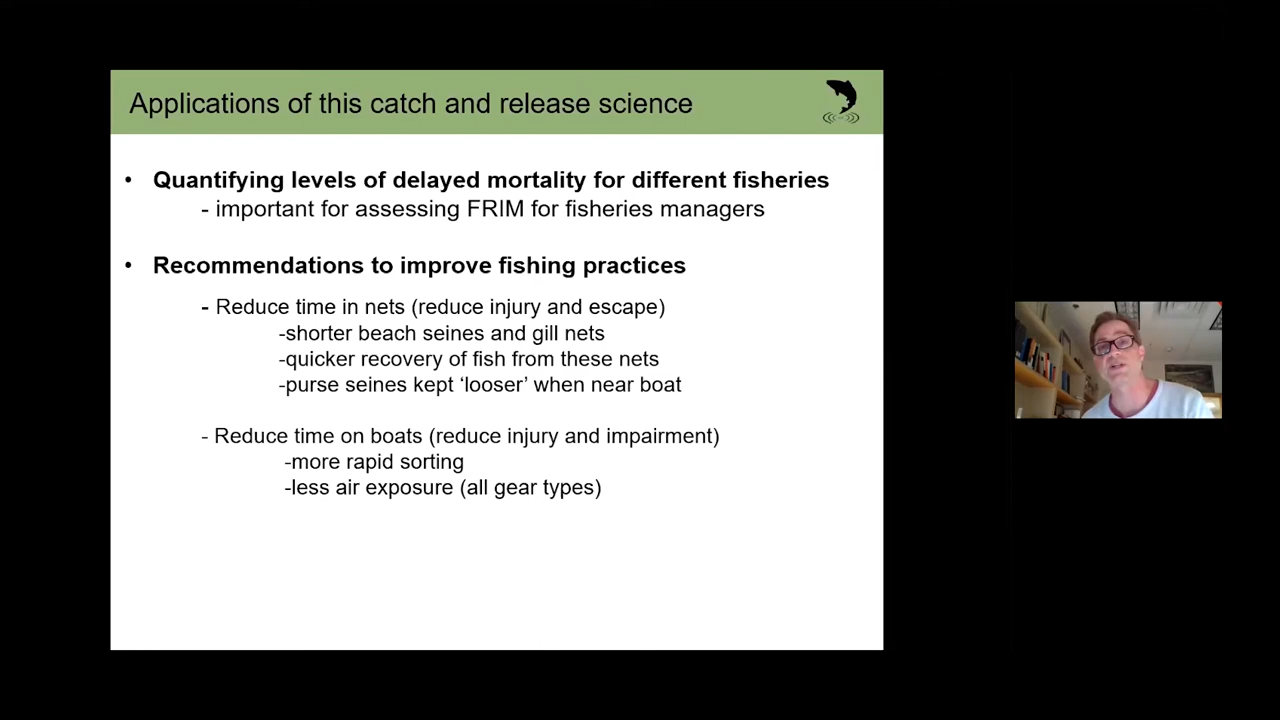 Applications of this catch and release science
• Quantifying levels of delayed mortality for different fisheries
- important for assessing FRIM for fisheries managers
• Recommendations to improve fishing practices
- Reduce time in nets (reduce injury and escape)
-shorter beach seines and gill nets
-quicker recovery of fish from these nets
-purse seines kept ‘looser’ when near boat
- Reduce time on boats (reduce injury and impairment)
-more rapid sorting
-less air exposure (all gear types)